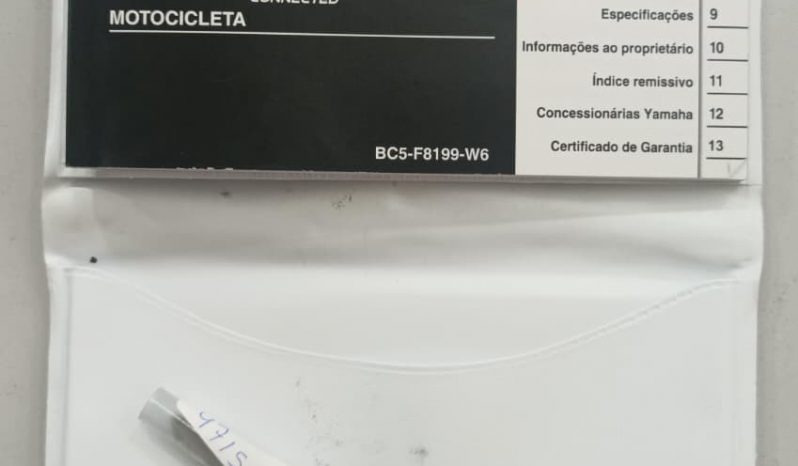 CONNECTED
MOTOCICLETA
BC5-F8199-W6
Especificações 9
Informações ao proprietário 10
Índice remissivo 11
Concessionárias Yamaha 12
Certificado de Garantia 13